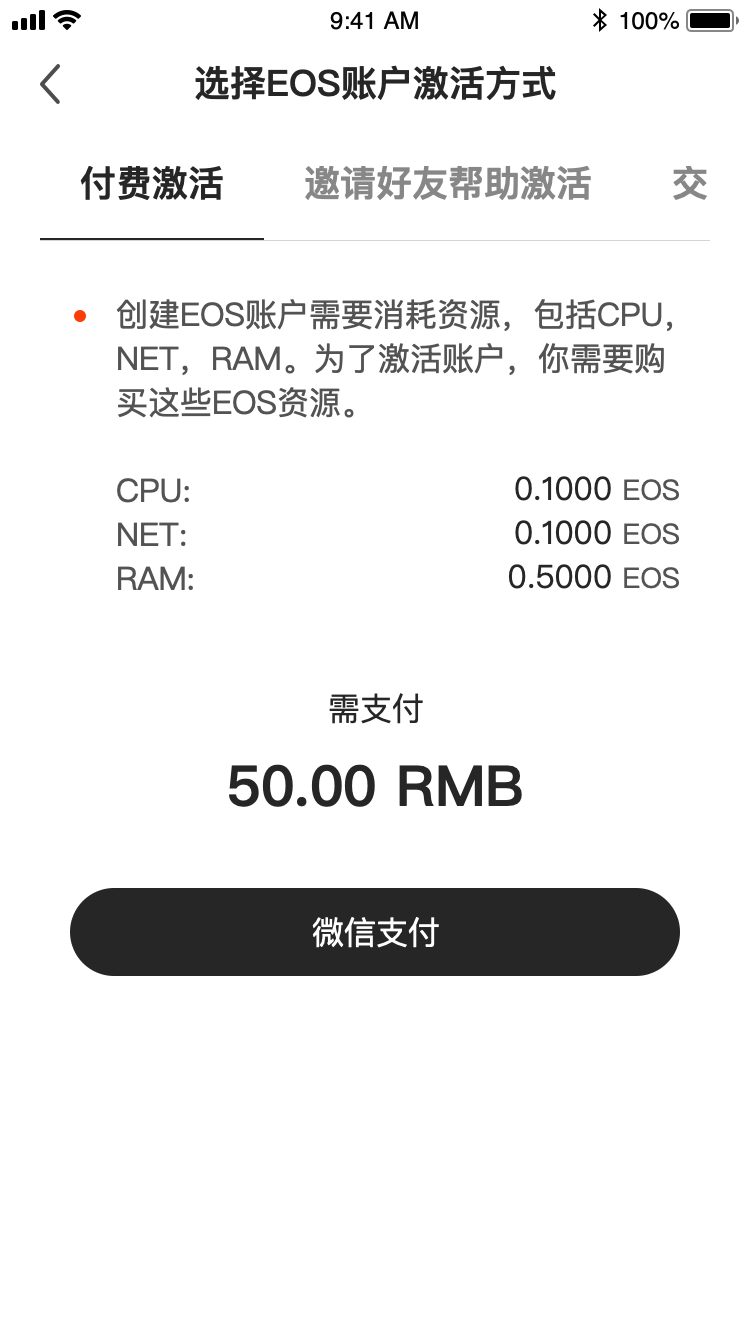 9:41 AM
100%
选择EOS账户激活方式
付费激活
邀请好友帮助激活
交
创建EOS账户需要消耗资源，包括CPU，
NET，RAM。为了激活账户，你需要购
买这些EOS资源。
CPU: 0.1000 EOS
NET: 0.1000 EOS
RAM: 0.5000 EOS
需支付
50.00 RMB
微信支付